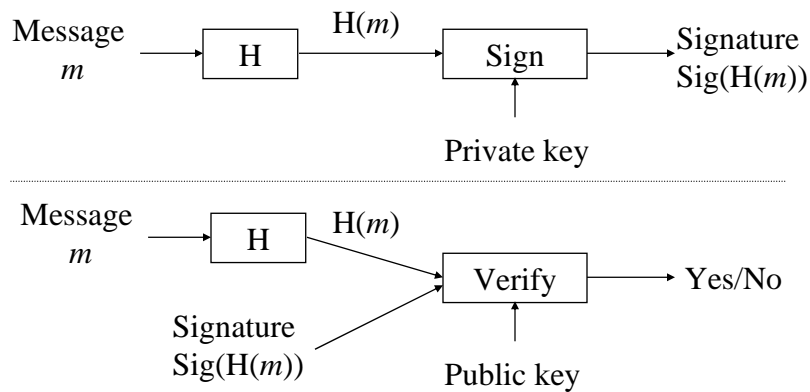 Message
m
H
H(m)
Sign
Signature
Sig(H(m))
Private key
Message
m
H
H(m)
Verify
Yes/No
Signature
Sig(H(m))
Public key